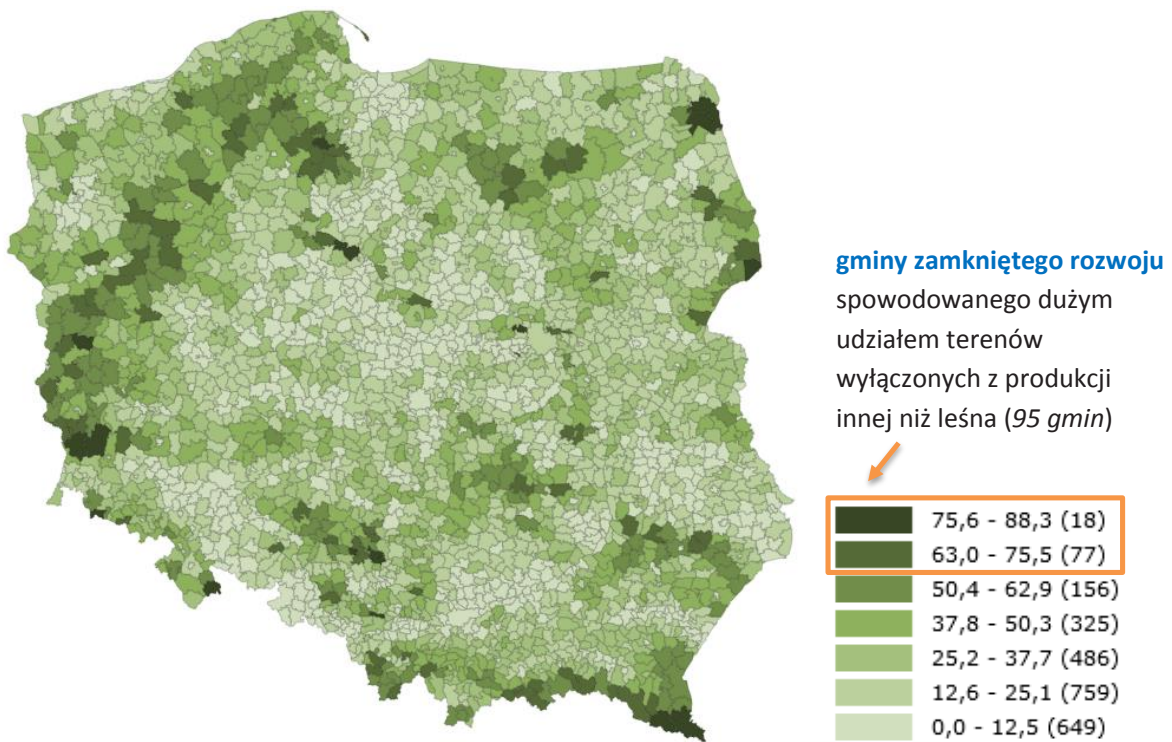 gminy zamkniętego rozwoju
spowodowanego dużym
udziałem terenów
wyłączonych z produkcji
innej niż leśna (95 gmin)
75,6 - 88,3 (18)
63,0 - 75,5 (77)
50,4 - 62,9 (156)
37,8 - 50,3 (325)
25,2 - 37,7 (486)
12,6 - 25,1 (759)
0,0 - 12,5 (649)